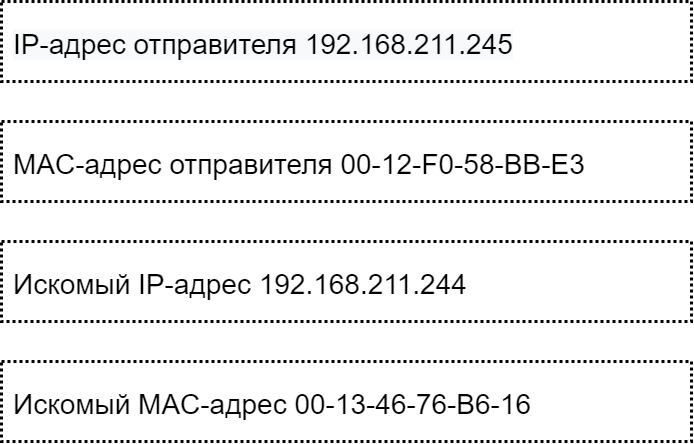 IP-адрес отправителя 192.168.211.245
MAC-адрес отправителя 00-12-F0-58-BB-E3
Искомый IP-адрес 192.168.211.244
Искомый MAC-адрес 00-13-46-76-B6-16